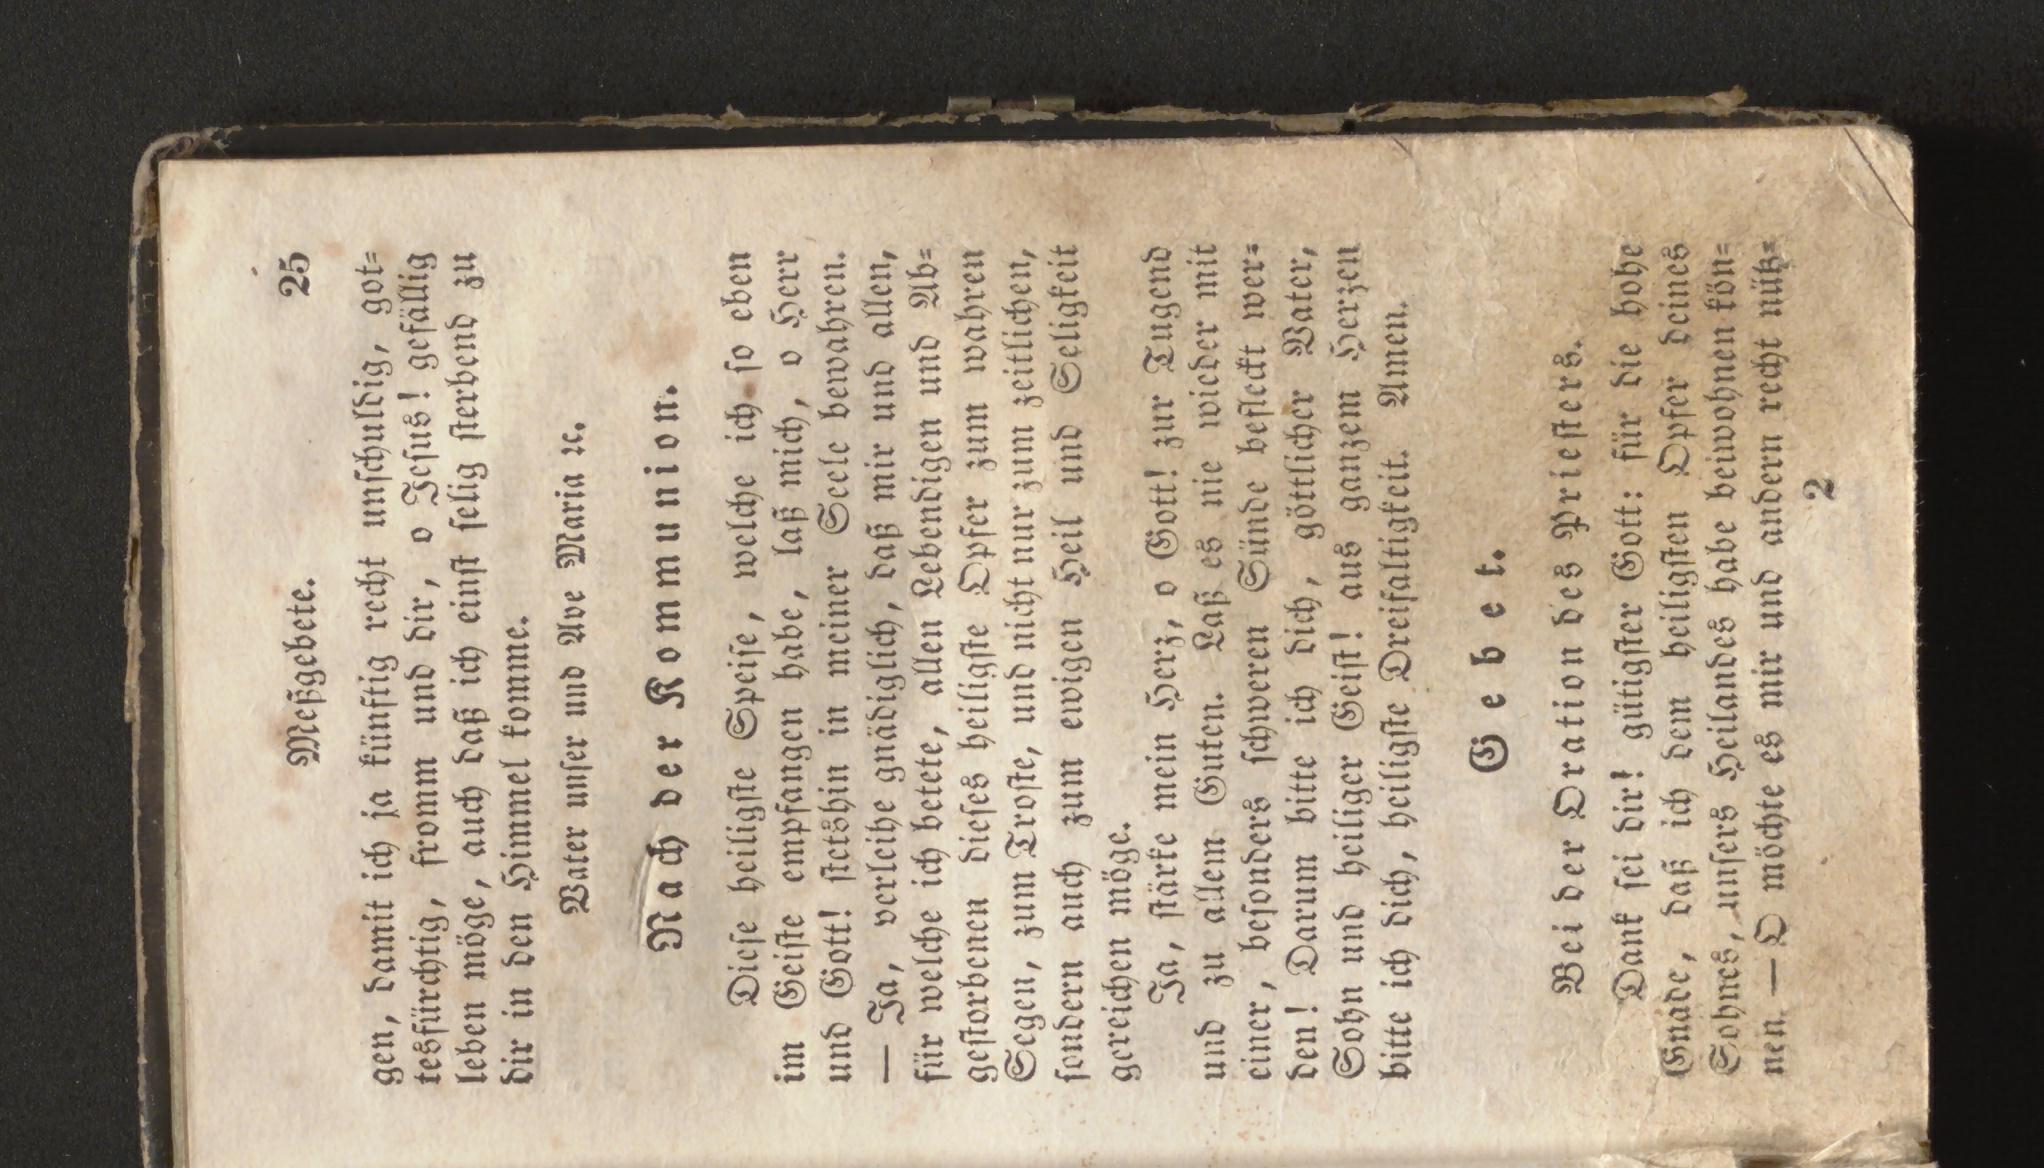 Meßgebete. 25
gen, damit ich ja künftig recht unschuldig, got=
tesfürchtig, fromm und dir, o Jesus! gefällig
leben möge, auch daß ich einst selig sterbend zu
dir in den Himmel komme.
Vater unser und Ave Maria ꝛc.
Nach der Kommunion.
Diese heiligste Speise, welche ich so eben
im Geiste empfangen habe, laß mich, o Herr
und Gott! stetshin in meiner Seele bewahren.
— Ja, verleihe gnädiglich, daß mir und allen,
für welche ich betete, allen Lebendigen und Ab=
gestorbenen dieses heiligste Opfer zum wahren
Segen, zum Troste, und nicht nur zum zeitlichen,
sondern auch zum ewigen Heil und Seligkeit
gereichen möge.
Ja, stärke mein Herz, o Gott! zur Tugend
und zu allem Guten. Laß es nie wieder mit
einer, besonders schweren Sünde befleckt wer=
den! Darum bitte ich dich, göttlicher Vater,
Sohn und heiliger Geist! aus ganzem Herzen
bitte ich dich, heiligste Dreifaltigkeit. Amen.
Gebet.
Bei der Oration des Priesters.
Dank sei dir! gütigster Gott: für die hohe
Gnade, daß ich dem heiligsten Opfer deines
Sohnes, unsers Heilandes habe beiwohnen kön=
nen. — O möchte es mir und andern recht nütz=
2